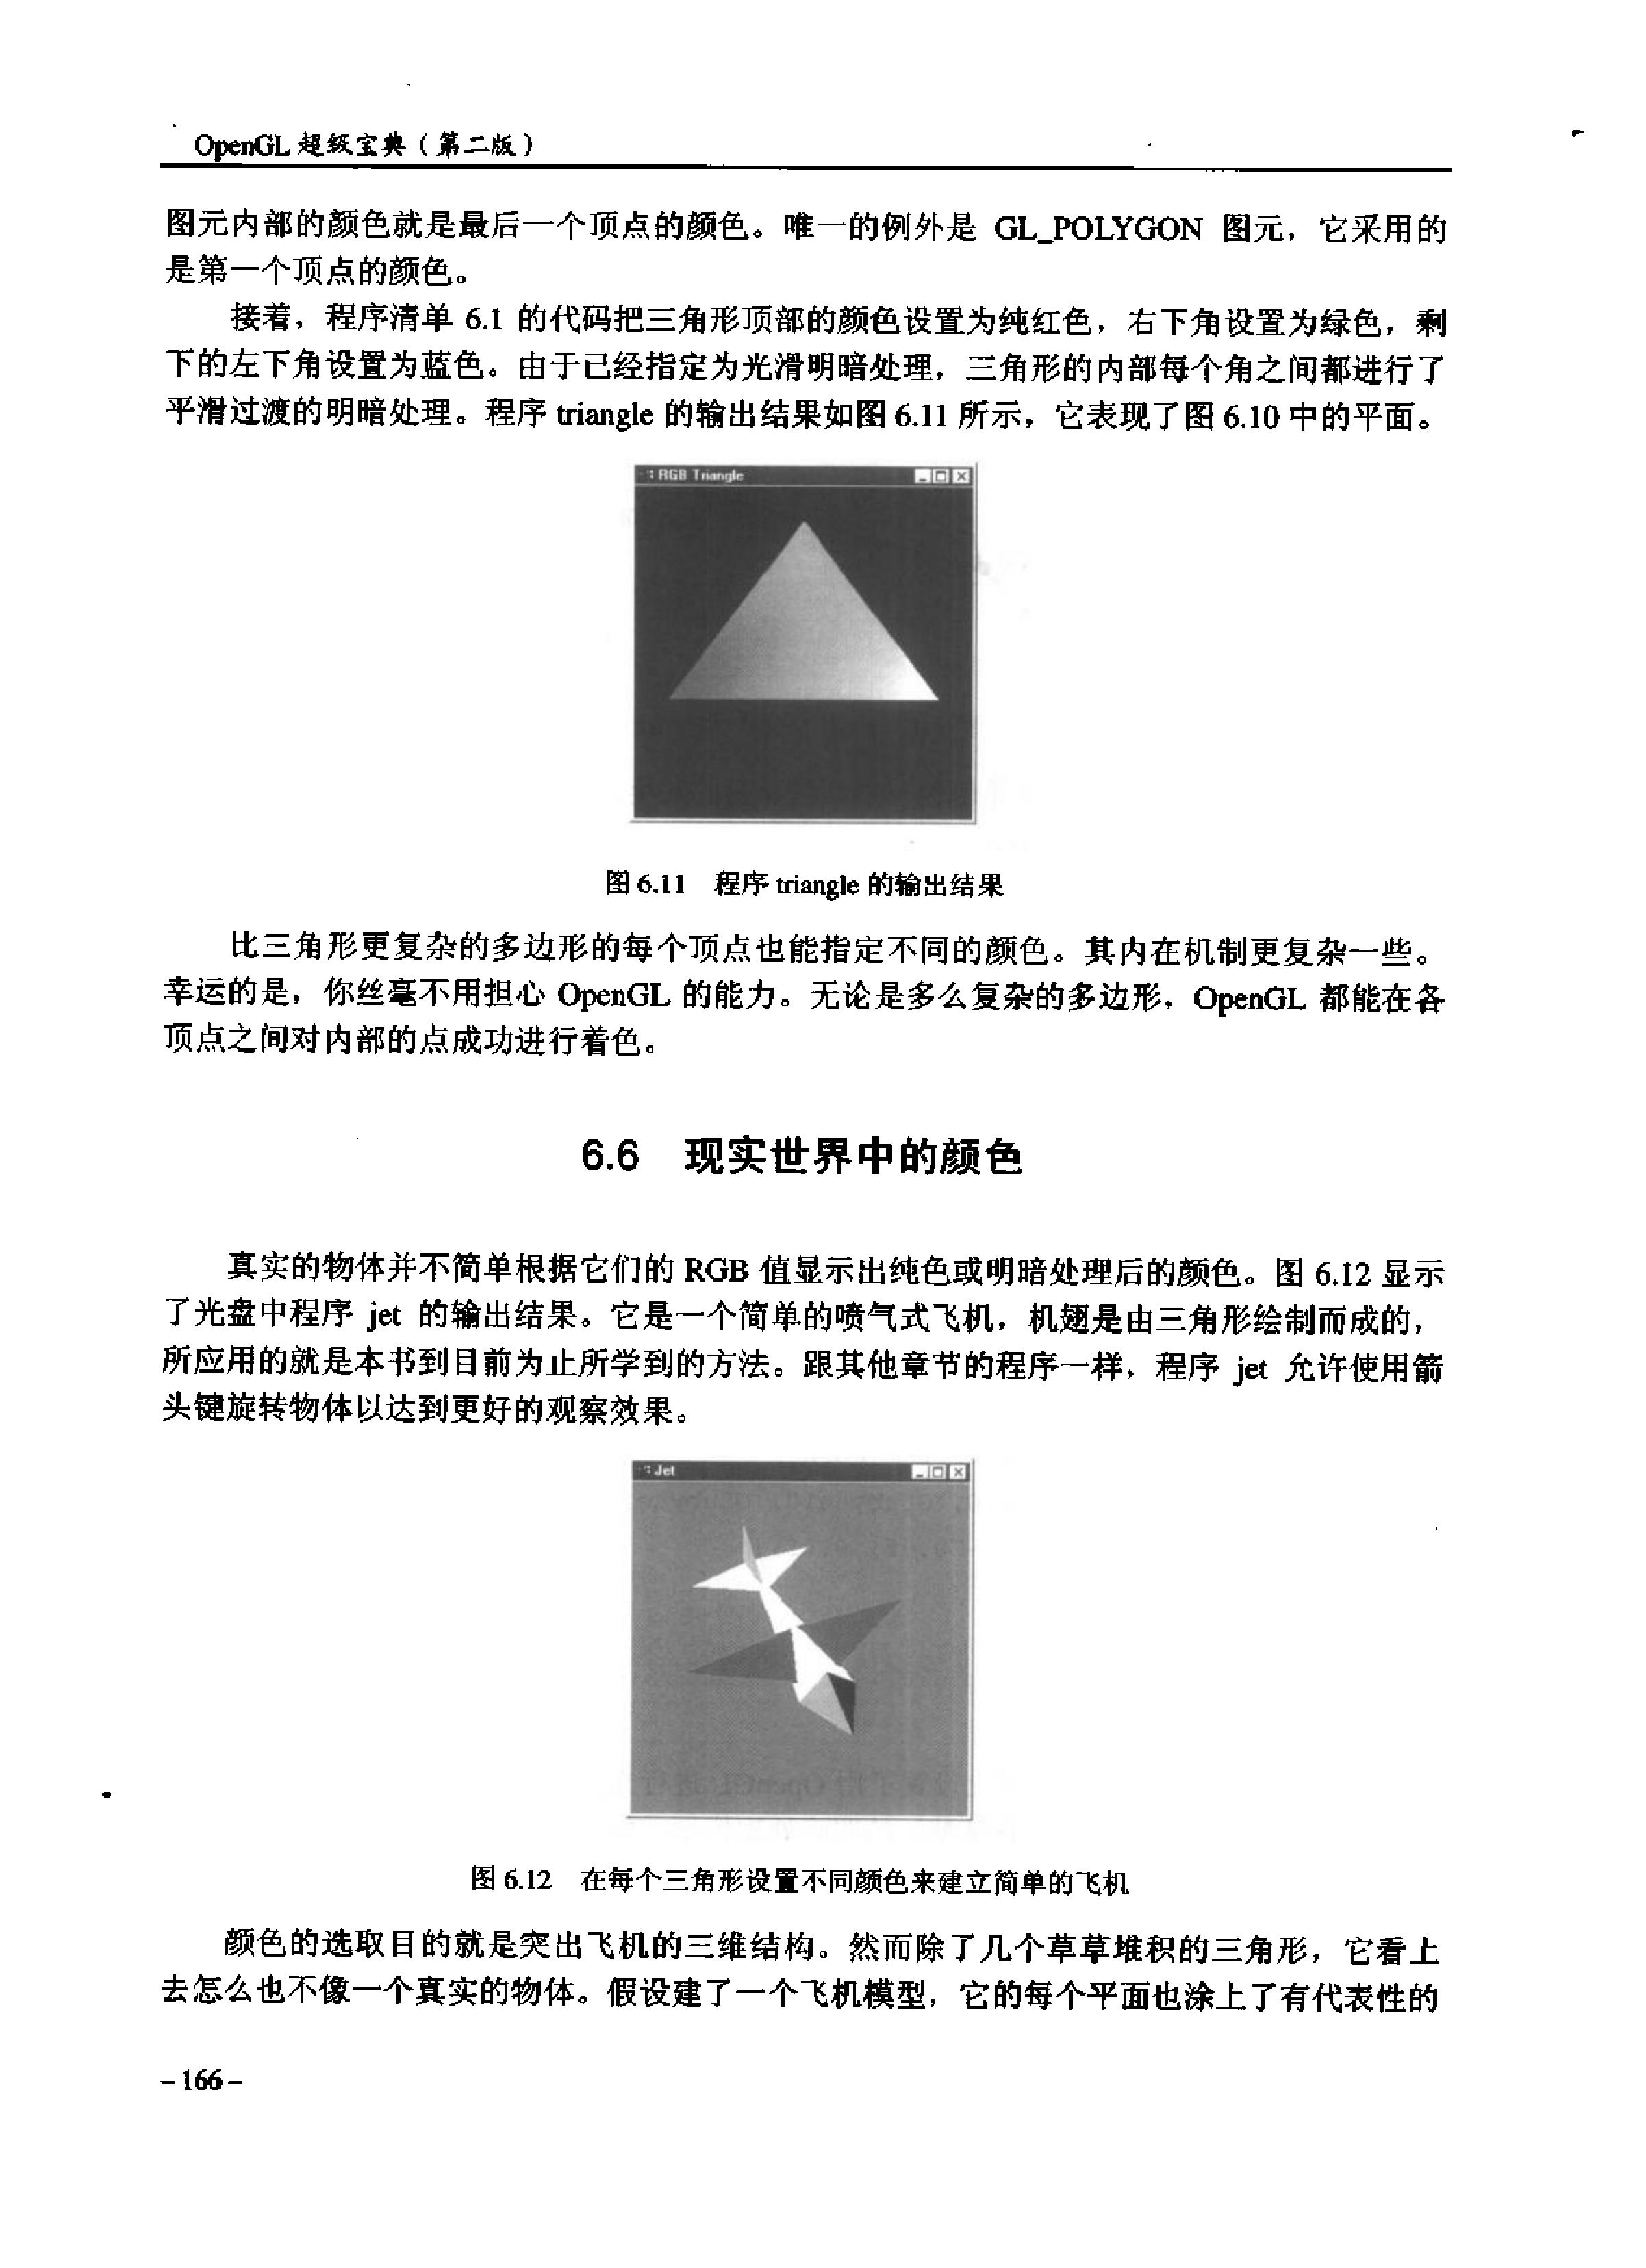 OpenGL 超级宝典（第二版）
图元内部的颜色就是最后一个顶点的颜色。唯一的例外是 GL_POLYGON 图元，它采用的
是第一个顶点的颜色。
接着，程序清单 6.1 的代码把三角形顶部的颜色设置为纯红色，右下角设置为绿色，剩
下的左下角设置为蓝色。由于已经指定为光滑明暗处理，三角形的内部每个角之间都进行了
平滑过渡的明暗处理。程序 triangle 的输出结果如图 6.11 所示，它表现了图 6.10 中的平面。
RGB Triangle
图 6.11 程序 triangle 的输出结果
比三角形更复杂的多边形的每个顶点也能指定不同的颜色。其内在机制更复杂一些。
幸运的是，你丝毫不用担心 OpenGL 的能力。无论是多么复杂的多边形，OpenGL 都能在各
顶点之间对内部的点成功进行着色。
6.6 现实世界中的颜色
真实的物体并不简单根据它们的 RGB 值显示出纯色或明暗处理后的颜色。图 6.12 显示
了光盘中程序 jet 的输出结果。它是一个简单的喷气式飞机，机翅是由三角形绘制而成的，
所应用的就是本书到目前为止所学到的方法。跟其他章节的程序一样，程序 jet 允许使用箭
头键旋转物体以达到更好的观察效果。
Jet
图 6.12 在每个三角形设置不同颜色来建立简单的飞机
颜色的选取目的就是突出飞机的三维结构。然而除了几个草草堆积的三角形，它看上
去怎么也不像一个真实的物体。假设建了一个飞机模型，它的每个平面也涂上了有代表性的
－166－